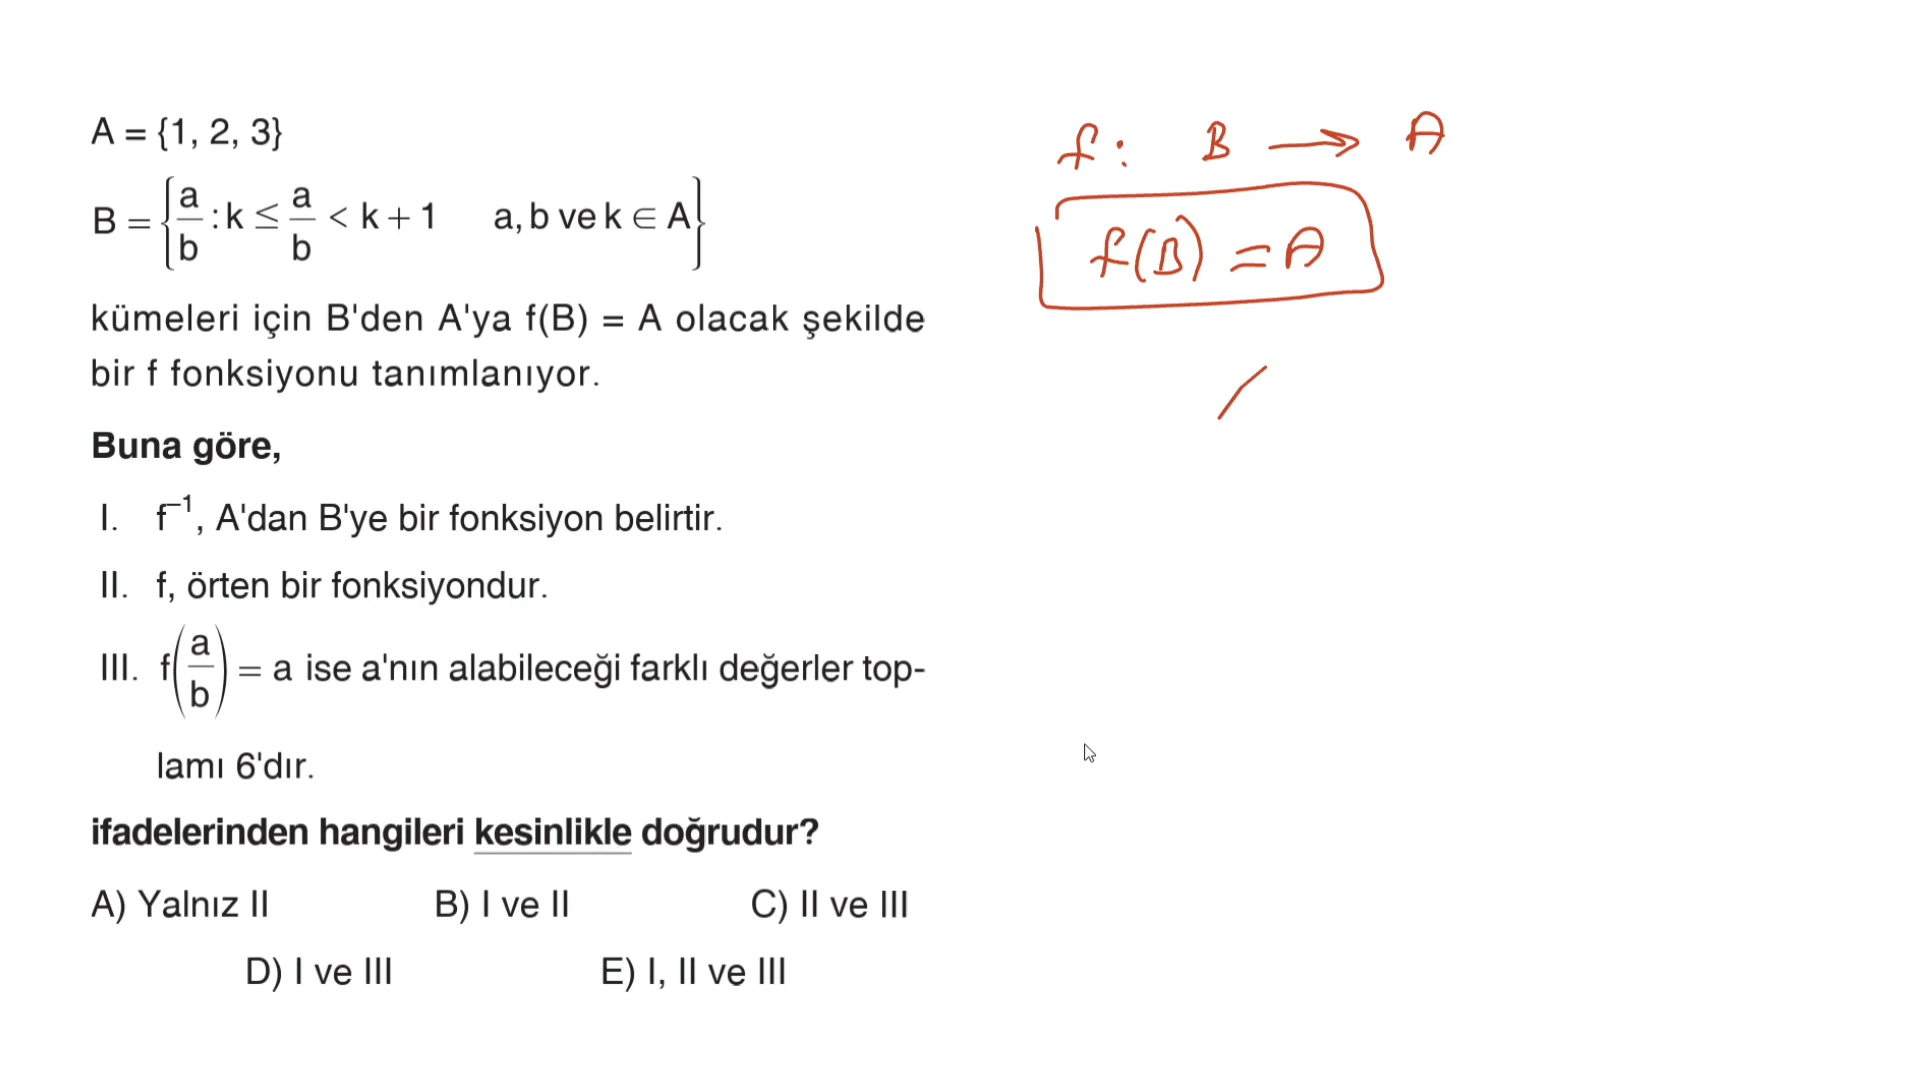 A = {1, 2, 3}
B = {a/b : k ≤ a/b < k + 1 a, b ve k ∈ A}
kümeleri için B'den A'ya f(B) = A olacak şekilde
bir f fonksiyonu tanımlanıyor.
Buna göre,
I. f⁻¹, A'dan B'ye bir fonksiyon belirtir.
II. f, örten bir fonksiyondur.
III. f(a/b) = a ise a'nın alabileceği farklı değerler top-
lamı 6'dır.
ifadelerinden hangileri kesinlikle doğrudur?
A) Yalnız II B) I ve II C) II ve III
D) I ve III E) I, II ve III
f: B → A
f(B) = A